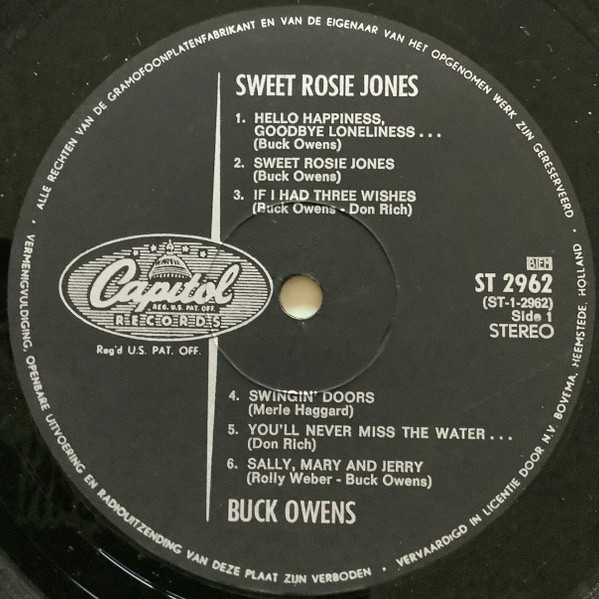 ALLE RECHTEN VAN DE GRAMOFOONPLATENFABRIKANT EN VAN DE EIGENAAR VAN HET OPGENOMEN WERK ZIJN GERESERVEERD
SWEET ROSIE JONES
1. HELLO HAPPINESS,
GOODBYE LONELINESS...
(Buck Owens)
2. SWEET ROSIE JONES
(Buck Owens)
3. IF I HAD THREE WISHES
(Buck Owens - Don Rich)
Capitol
REG. U.S. PAT. OFF.
RECORDS
Reg'd U.S. PAT. OFF.
BIEM
ST 2962
(ST-1-2962)
Side 1
STEREO
4. SWINGIN' DOORS
(Merle Haggard)
5. YOU'LL NEVER MISS THE WATER...
(Don Rich)
6. SALLY, MARY AND JERRY
(Rolly Weber - Buck Owens)
BUCK OWENS
VERMENIGVULDIGING, OPENBARE UITVOERING EN RADIOUITZENDING VAN DEZE PLAAT ZIJN VERBODEN • VERVAARDIGD IN LICENTIE DOOR N.V. BOVEMA, HEEMSTEDE, HOLLAND •